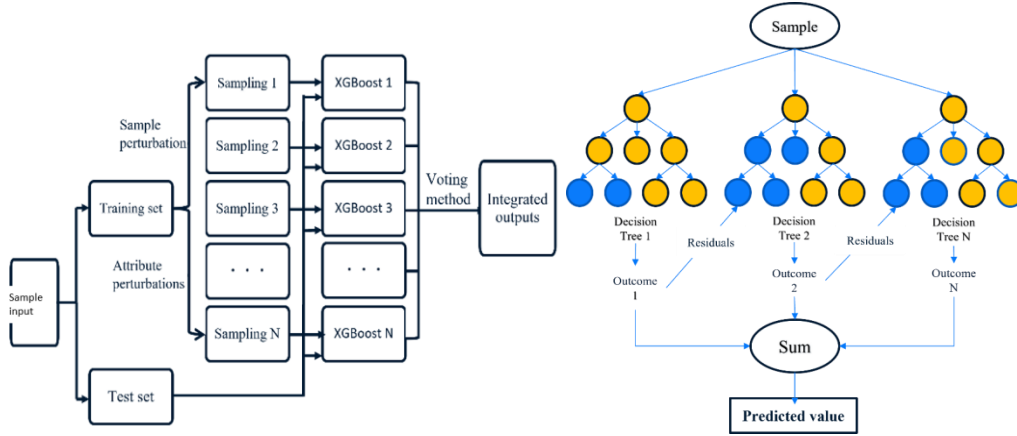 Sample
input
Training set
Test set
Sample
perturbation
Attribute
perturbations
Sampling 1
Sampling 2
Sampling 3
. . .
Sampling N
XGBoost 1
XGBoost 2
XGBoost 3
. . .
XGBoost N
Voting
method
Integrated
outputs
Sample
Decision
Tree 1
Residuals
Decision
Tree 2
Residuals
Decision
Tree N
Outcome
1
Outcome
2
Outcome
N
Sum
Predicted value